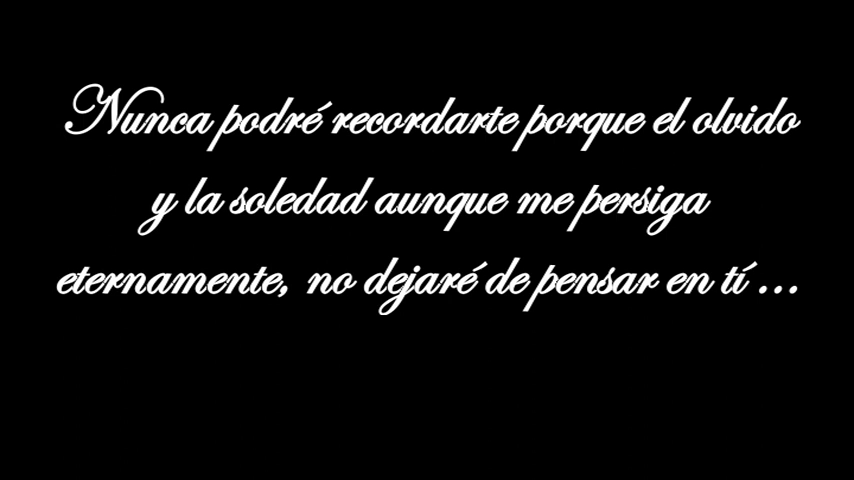 Nunca podré recordarte porque el olvido
y la soledad aunque me persiga
eternamente, no dejaré de pensar en tí ...